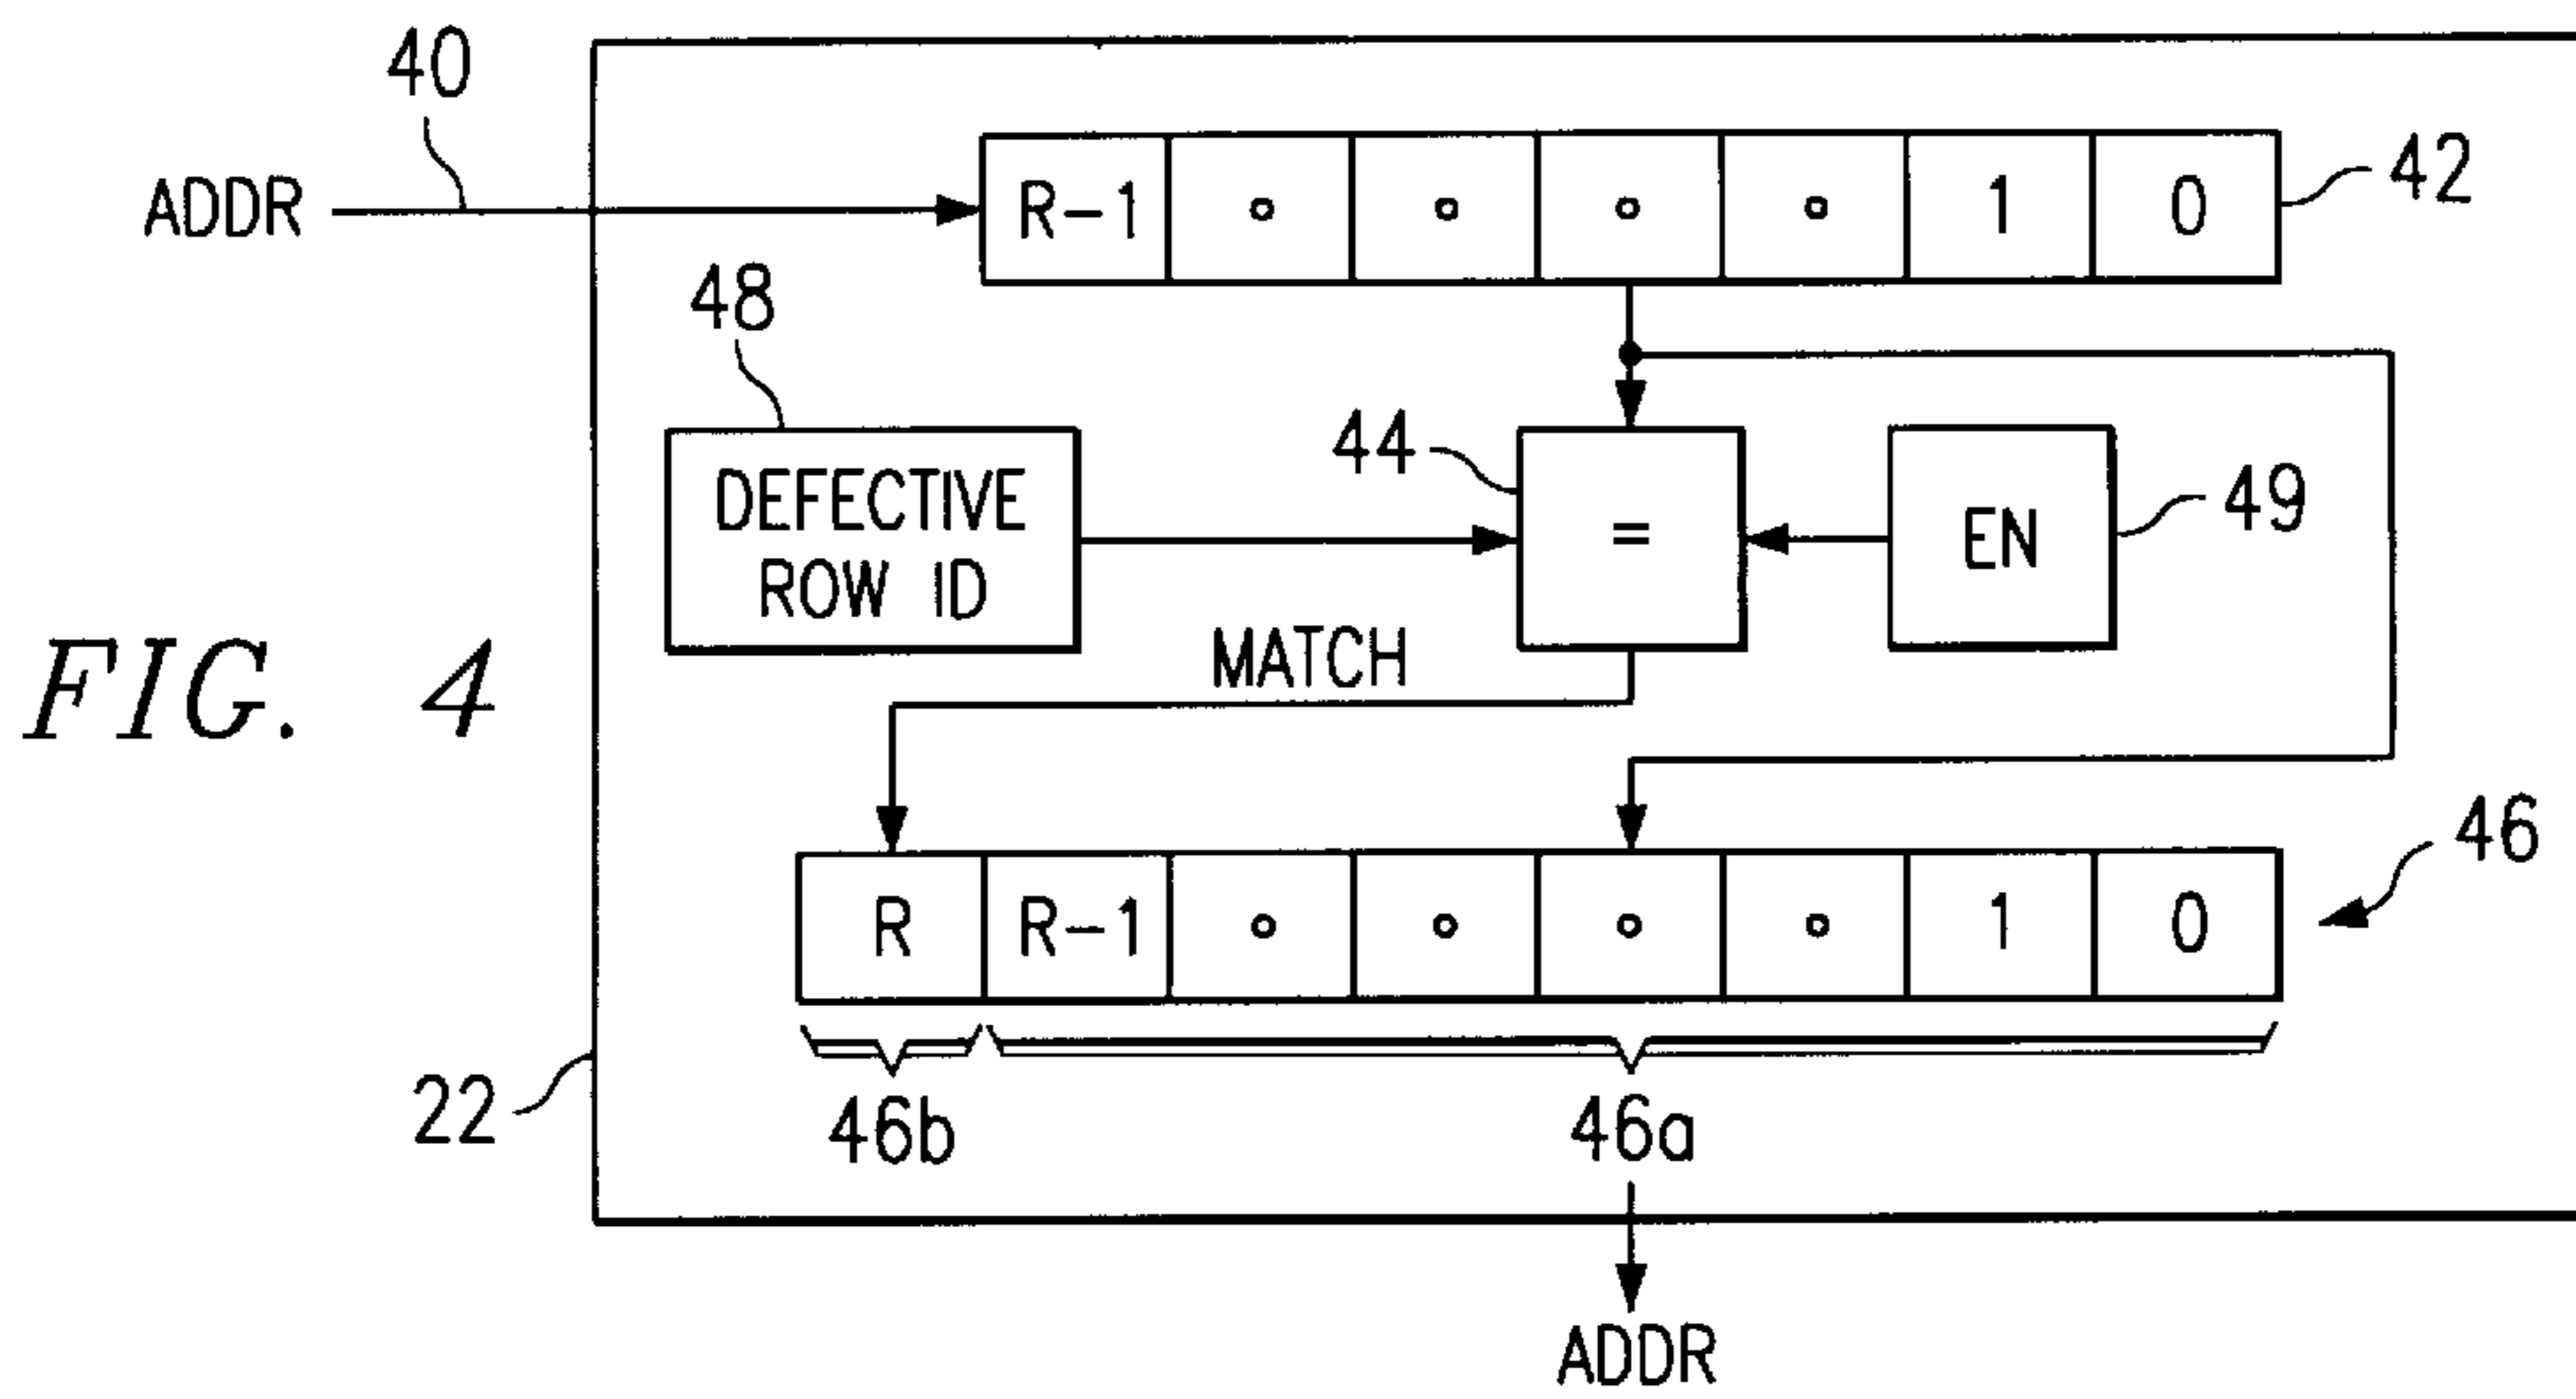 40
ADDR
R-1 o o o o 1 0
42
48
DEFECTIVE
ROW ID
44
=
EN
49
MATCH
FIG. 4
46
R R-1 o o o o 1 0
22
46b
46a
ADDR